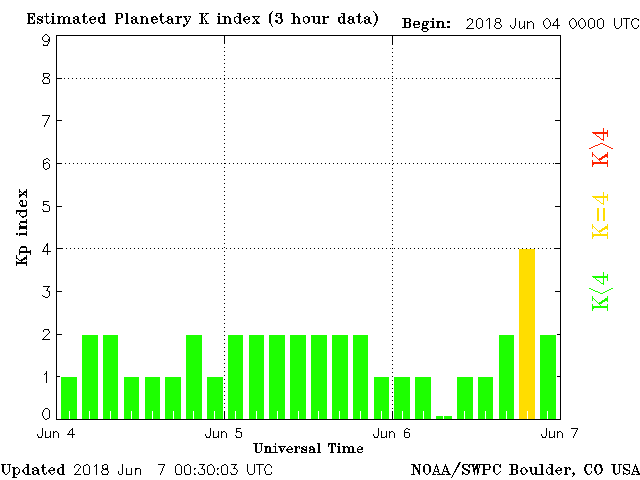 Estimated Planetary K index (3 hour data)
Begin: 2018 Jun 04 0000 UTC
9
8
7
6
5
4
3
2
1
0
Kp index
K>4
K=4
K<4
Jun 4
Jun 5
Jun 6
Jun 7
Universal Time
Updated 2018 Jun 7 00:30:03 UTC
NOAA/SWPC Boulder, CO USA